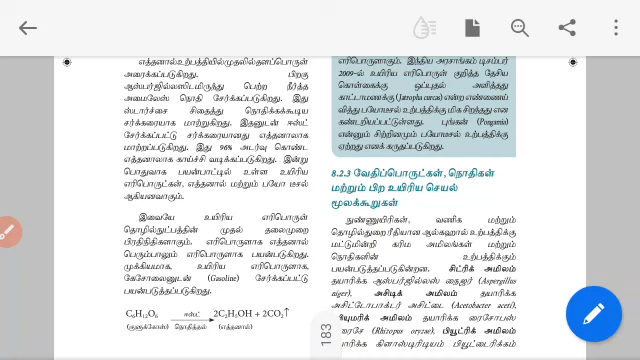 எத்தனால்உற்பத்தியில்முதலில்தளப்பொருள்
அரைக்கப்படுகிறது. பிறகு
ஆஸ்பர்ஜில்லஸிடமிருந்து பெற்ற நீர்த்த
அமைலேஸ் நொதி சேர்க்கப்படுகிறது. இது
ஸ்டார்ச்சை சிதைத்து நொதிக்கக்கூடிய
சர்க்கரையாக மாற்றுகிறது. இதனுடன் ஈஸ்ட்
சேர்க்கப்பட்டு சர்க்கரையானது எத்தனாலாக
மாற்றப்படுகிறது. இது 96% அடர்வு கொண்ட
எத்தனாலாக காய்ச்சி வடிக்கப்படுகிறது. இன்று
பொதுவாக பயன்பாட்டில் உள்ள உயிரிய
எரிபொருட்கள், எத்தனால் மற்றும் பயோ டீசல்
ஆகியனவாகும்.
இவையே உயிரிய எரிபொருள்
தொழில்நுட்பத்தின் முதல் தலைமுறை
பிரதிநிதிகளாகும். எரிபொருளாக எத்தனால்
பெரும்பாலும் எரிபொருளாக பயன்படுகிறது.
முக்கியமாக, உயிரிய எரிபொருளாக,
கேசோலைனுடன் (Gasoline) சேர்க்கப்பட்டு
பயன்படுத்தப்படுகிறது.
C₆H₁₂O₆ ஈஸ்ட் நொதித்தல் 2C₂H₅OH + 2CO₂↑
(குளுக்கோஸ்) (எத்தனால்)
எரிபொருளாகும். இந்திய அரசாங்கம் டிசம்பர்
2009-ல் உயிரிய எரிபொருள் குறித்த தேசிய
கொள்கைக்கு ஒப்புதல் அளித்தது
காட்டாமணக்கு (Jatropha curcas) என்ற எண்ணெய்
வித்து பயோடீசல் உற்பத்திக்கு மிக சிறந்தது என
கண்டறியப்பட்டுள்ளது. புங்கன் (Pongamia)
என்னும் சிற்றினமும் பயோடீசல் உற்பத்திக்கு
ஏற்றது எனக் கருதப்படுகிறது.
8.2.3 வேதிப்பொருட்கள், நொதிகள்
மற்றும் பிற உயிரிய செயல்
மூலக்கூறுகள்
நுண்ணுயிரிகள், வணிக மற்றும்
தொழில்துறை ரீதியான ஆல்கஹால் உற்பத்திக்கு
மட்டுமின்றி கரிம அமிலங்கள் மற்றும்
நொதிகளின் உற்பத்திக்கும்
பயன்படுத்தப்படுகின்றன. சிட்ரிக் அமிலம்
தயாரிக்க ஆஸ்பர்ஜில்லஸ் நைஜர் (Aspergillus
niger), அசிடிக் அமிலம் தயாரிக்க
அசிட்டோபாக்டர் அசிட்டை (Acetobacter aceti),
பியுமரிக் அமிலம் தயாரிக்க ரைசோபஸ்
ரைசே (Rhizopus oryzae), பியூட்ரிக் அமிலம்
யாரிக்க கிளாஸ்டிரிடியம் பியூட்டைரிக்கம்
183